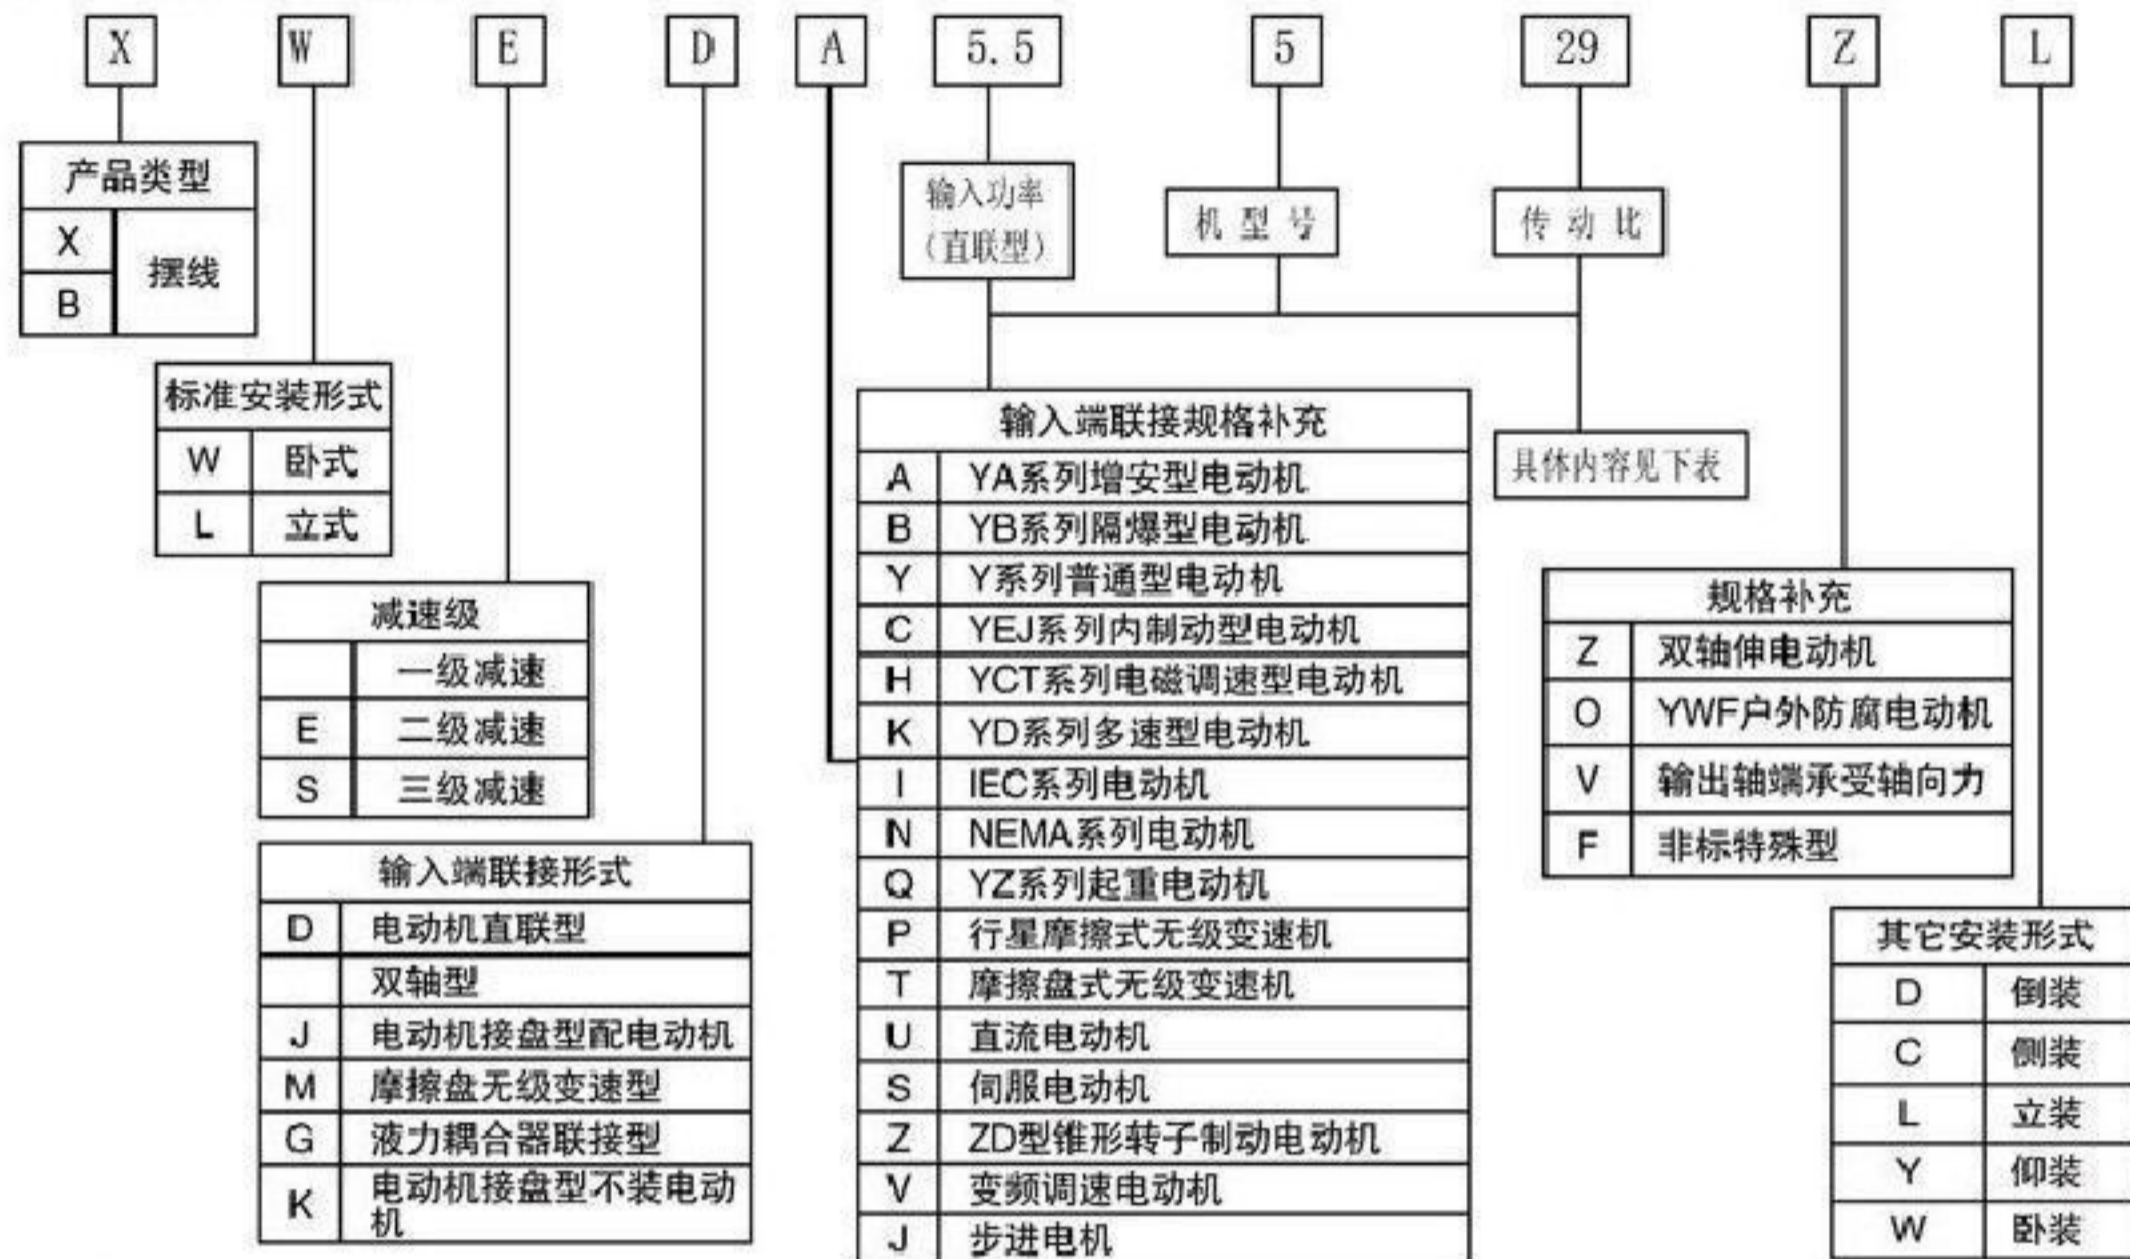 X W E D A 5.5 5 29 Z L
产品类型
X 摆线
B
标准安装形式
W 卧式
L 立式
减速级
一级减速
E 二级减速
S 三级减速
输入端联接形式
D 电动机直联型
双轴型
J 电动机接盘型配电动机
M 摩擦盘无级变速型
G 液力耦合器联接型
K 电动机接盘型不装电动
机
输入功率
(直联型)
机型号
传动比
输入端联接规格补充
A YA系列增安型电动机
B YB系列隔爆型电动机
Y Y系列普通型电动机
C YEJ系列内制动型电动机
H YCT系列电磁调速型电动机
K YD系列多速型电动机
I IEC系列电动机
N NEMA系列电动机
Q YZ系列起重电动机
P 行星摩擦式无级变速机
T 摩擦盘式无级变速机
U 直流电动机
S 伺服电动机
Z ZD型锥形转子制动电动机
V 变频调速电动机
J 步进电机
具体内容见下表
规格补充
Z 双轴伸电动机
O YWF户外防腐电动机
V 输出轴端承受轴向力
F 非标特殊型
其它安装形式
D 倒装
C 侧装
L 立装
Y 仰装
W 卧装